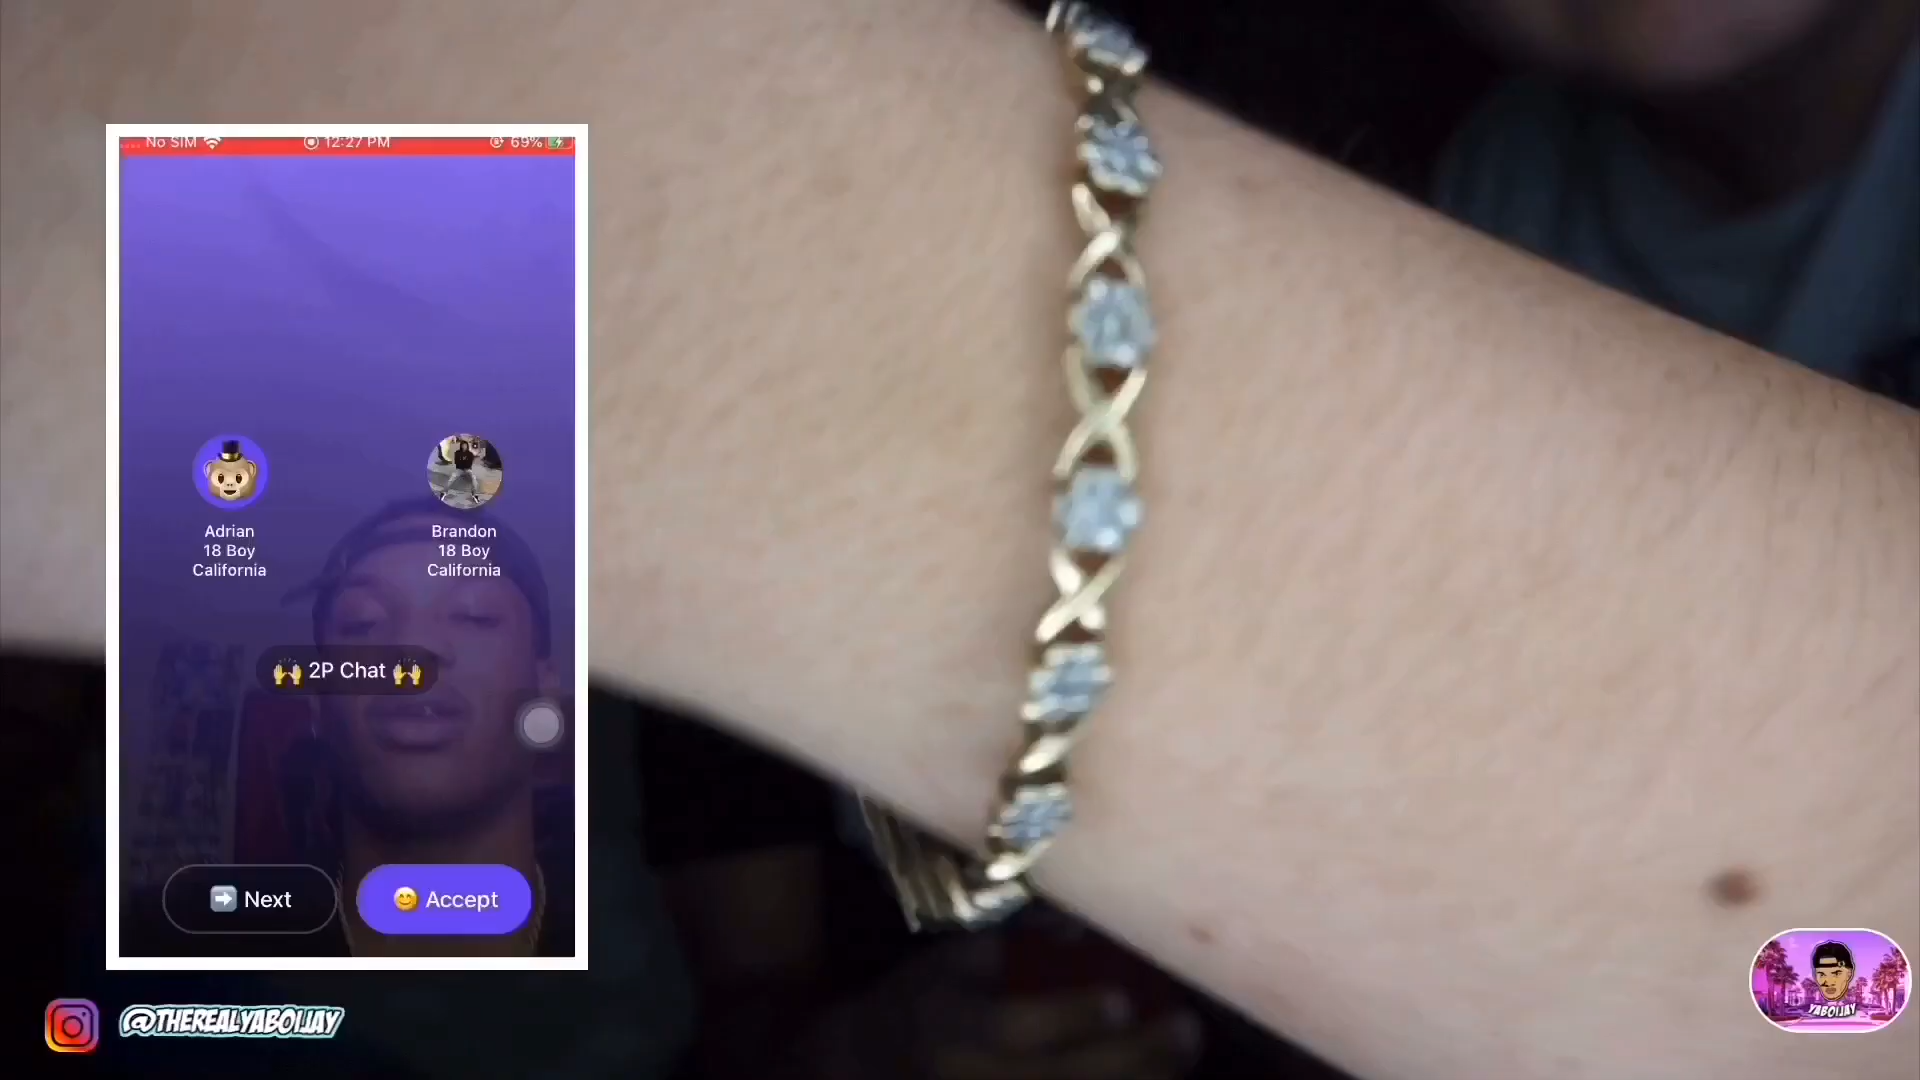 No SIM
12:27 PM
69%
Adrian
18 Boy
California
Brandon
18 Boy
California
🙌 2P Chat 🙌
➡️ Next
😊 Accept
@THEREALYABOIJAY
YABOIJAY